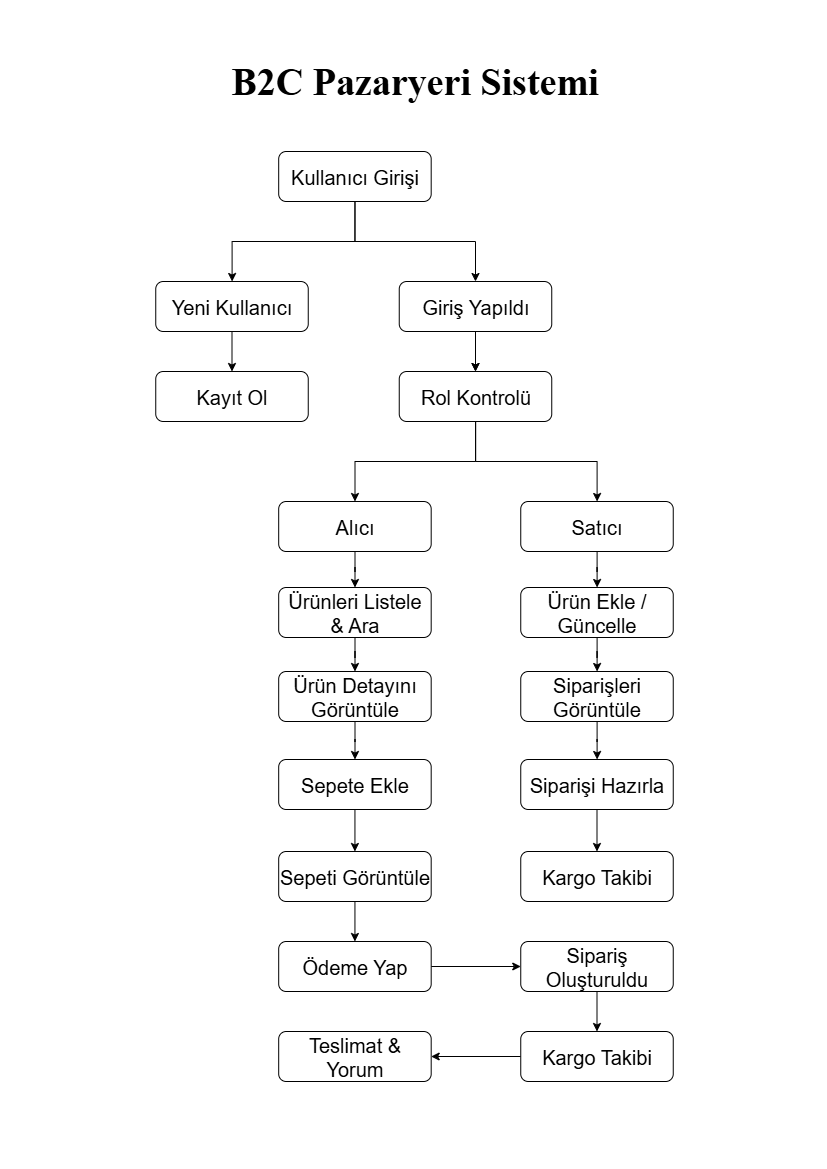 B2C Pazaryeri Sistemi
Kullanıcı Girişi
Yeni Kullanıcı
Giriş Yapıldı
Kayıt Ol
Rol Kontrolü
Alıcı
Satıcı
Ürünleri Listele
& Ara
Ürün Ekle /
Güncelle
Ürün Detayını
Görüntüle
Siparişleri
Görüntüle
Sepete Ekle
Siparişi Hazırla
Sepeti Görüntüle
Kargo Takibi
Ödeme Yap
Sipariş
Oluşturuldu
Teslimat &
Yorum
Kargo Takibi